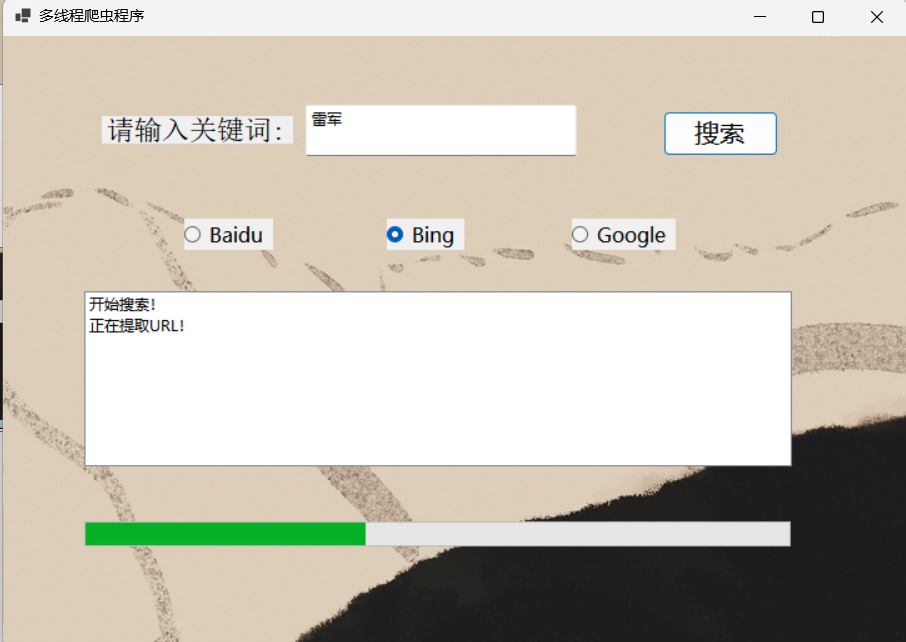 多线程爬虫程序
请输入关键词：
雷军
搜索
Baidu
Bing
Google
开始搜索！
正在提取URL！